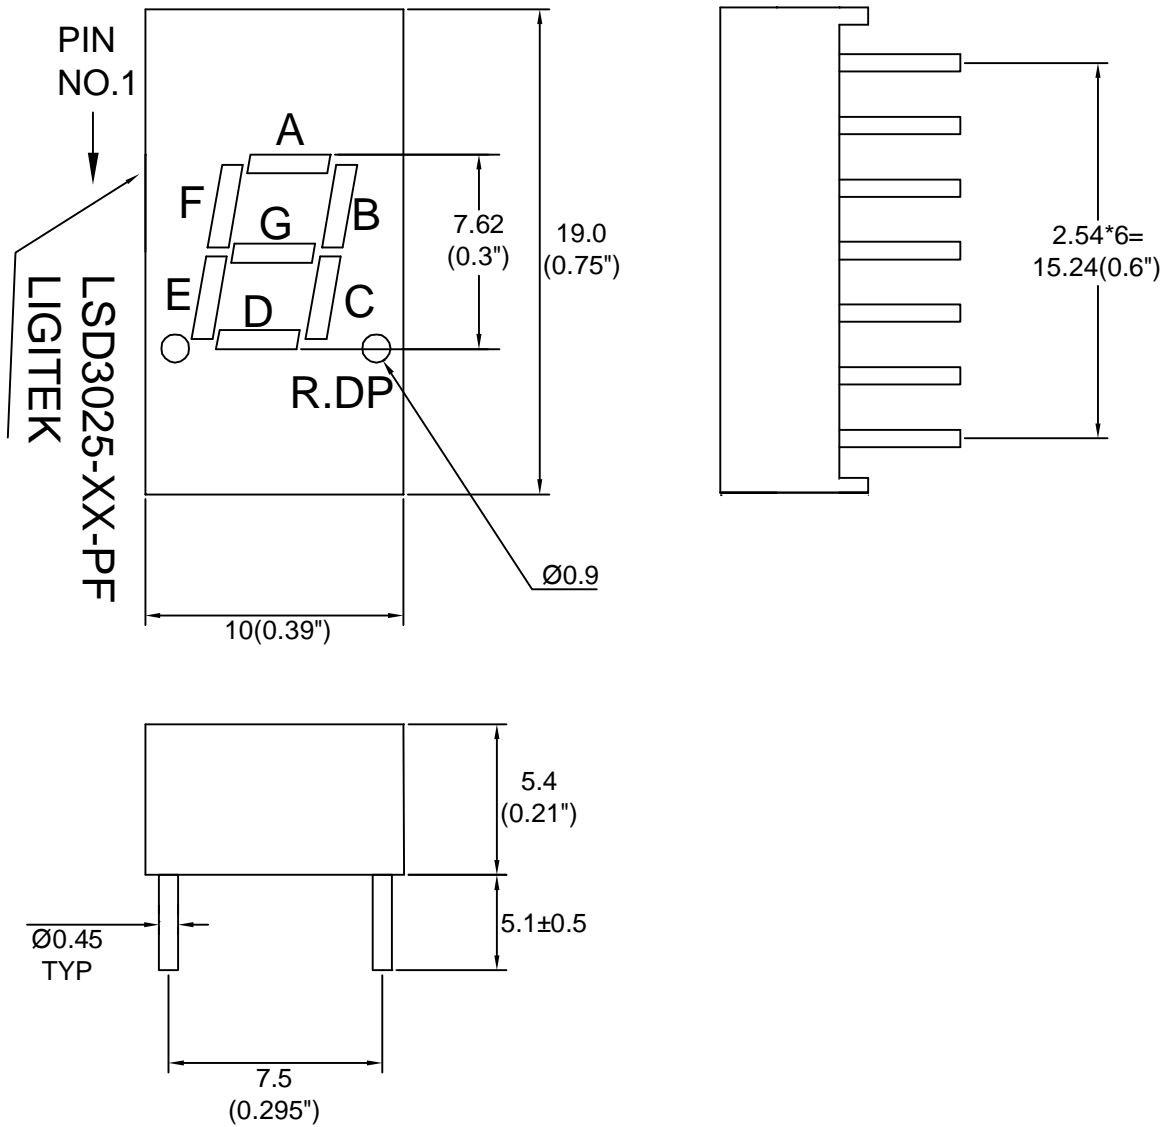 PIN
NO.1
A
F
B
G
E
C
D
R.DP
7.62
(0.3")
19.0
(0.75")
2.54*6=
15.24(0.6")
LSD3025-XX-PF
LIGITEK
Ø0.9
10(0.39")
5.4
(0.21")
5.1±0.5
Ø0.45
TYP
7.5
(0.295")